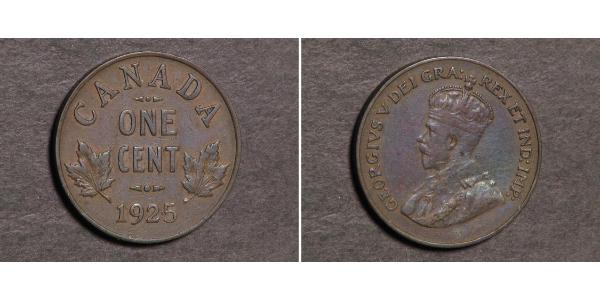 CANADA
ONE
CENT
1925
GEORGIVS V DEI GRA: REX ET IND: IMP: